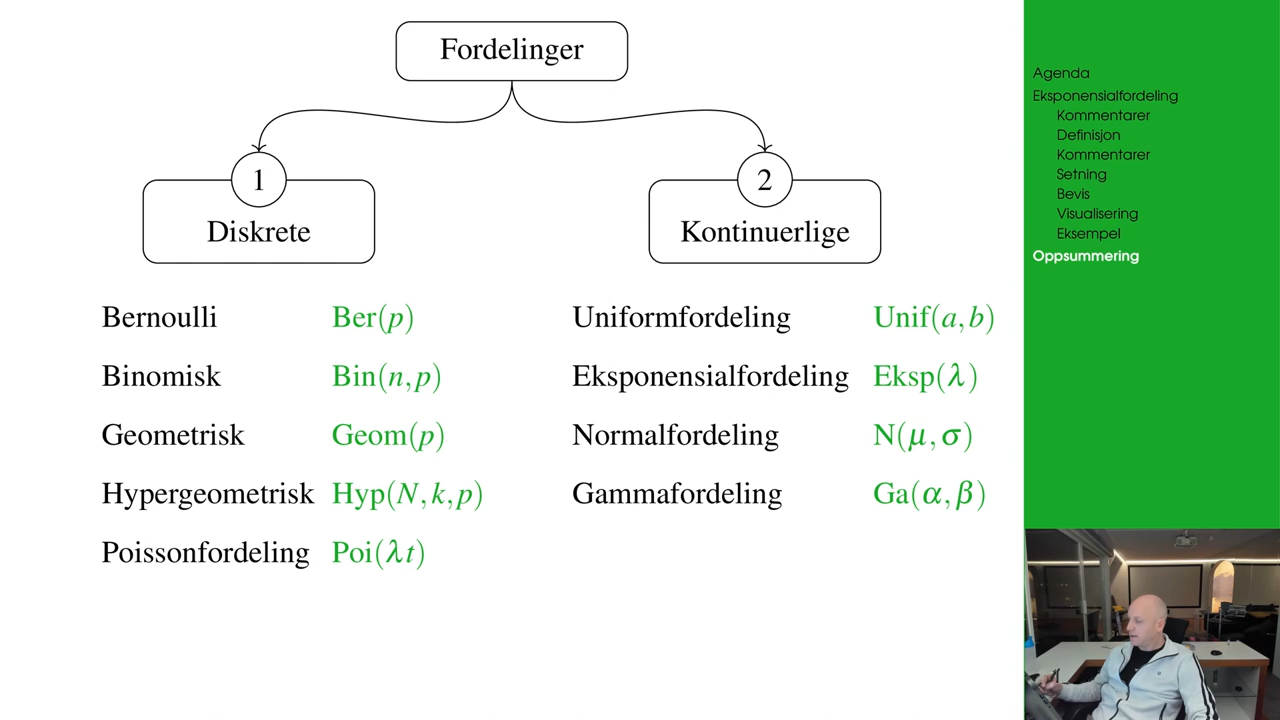 Fordelinger
1
Diskrete
2
Kontinuerlige
Bernoulli Ber(p)
Binomisk Bin(n, p)
Geometrisk Geom(p)
Hypergeometrisk Hyp(N, k, p)
Poissonfordeling Poi(λt)
Uniformfordeling Unif(a, b)
Eksponensialfordeling Eksp(λ)
Normalfordeling N(μ, σ)
Gammafordeling Ga(α, β)
Agenda
Eksponensialfordeling
Kommentarer
Definisjon
Kommentarer
Setning
Bevis
Visualisering
Eksempel
Oppsummering